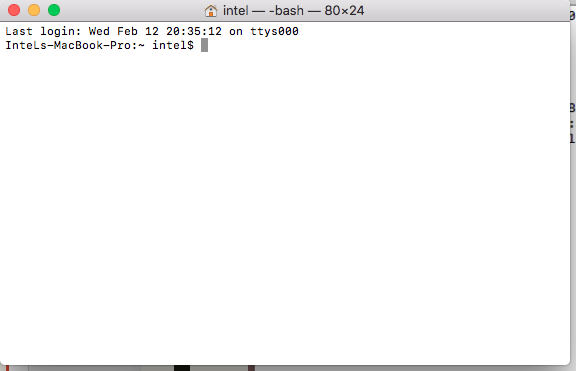 intel — -bash — 80×24
Last login: Wed Feb 12 20:35:12 on ttys000
InteLs-MacBook-Pro:~ intel$